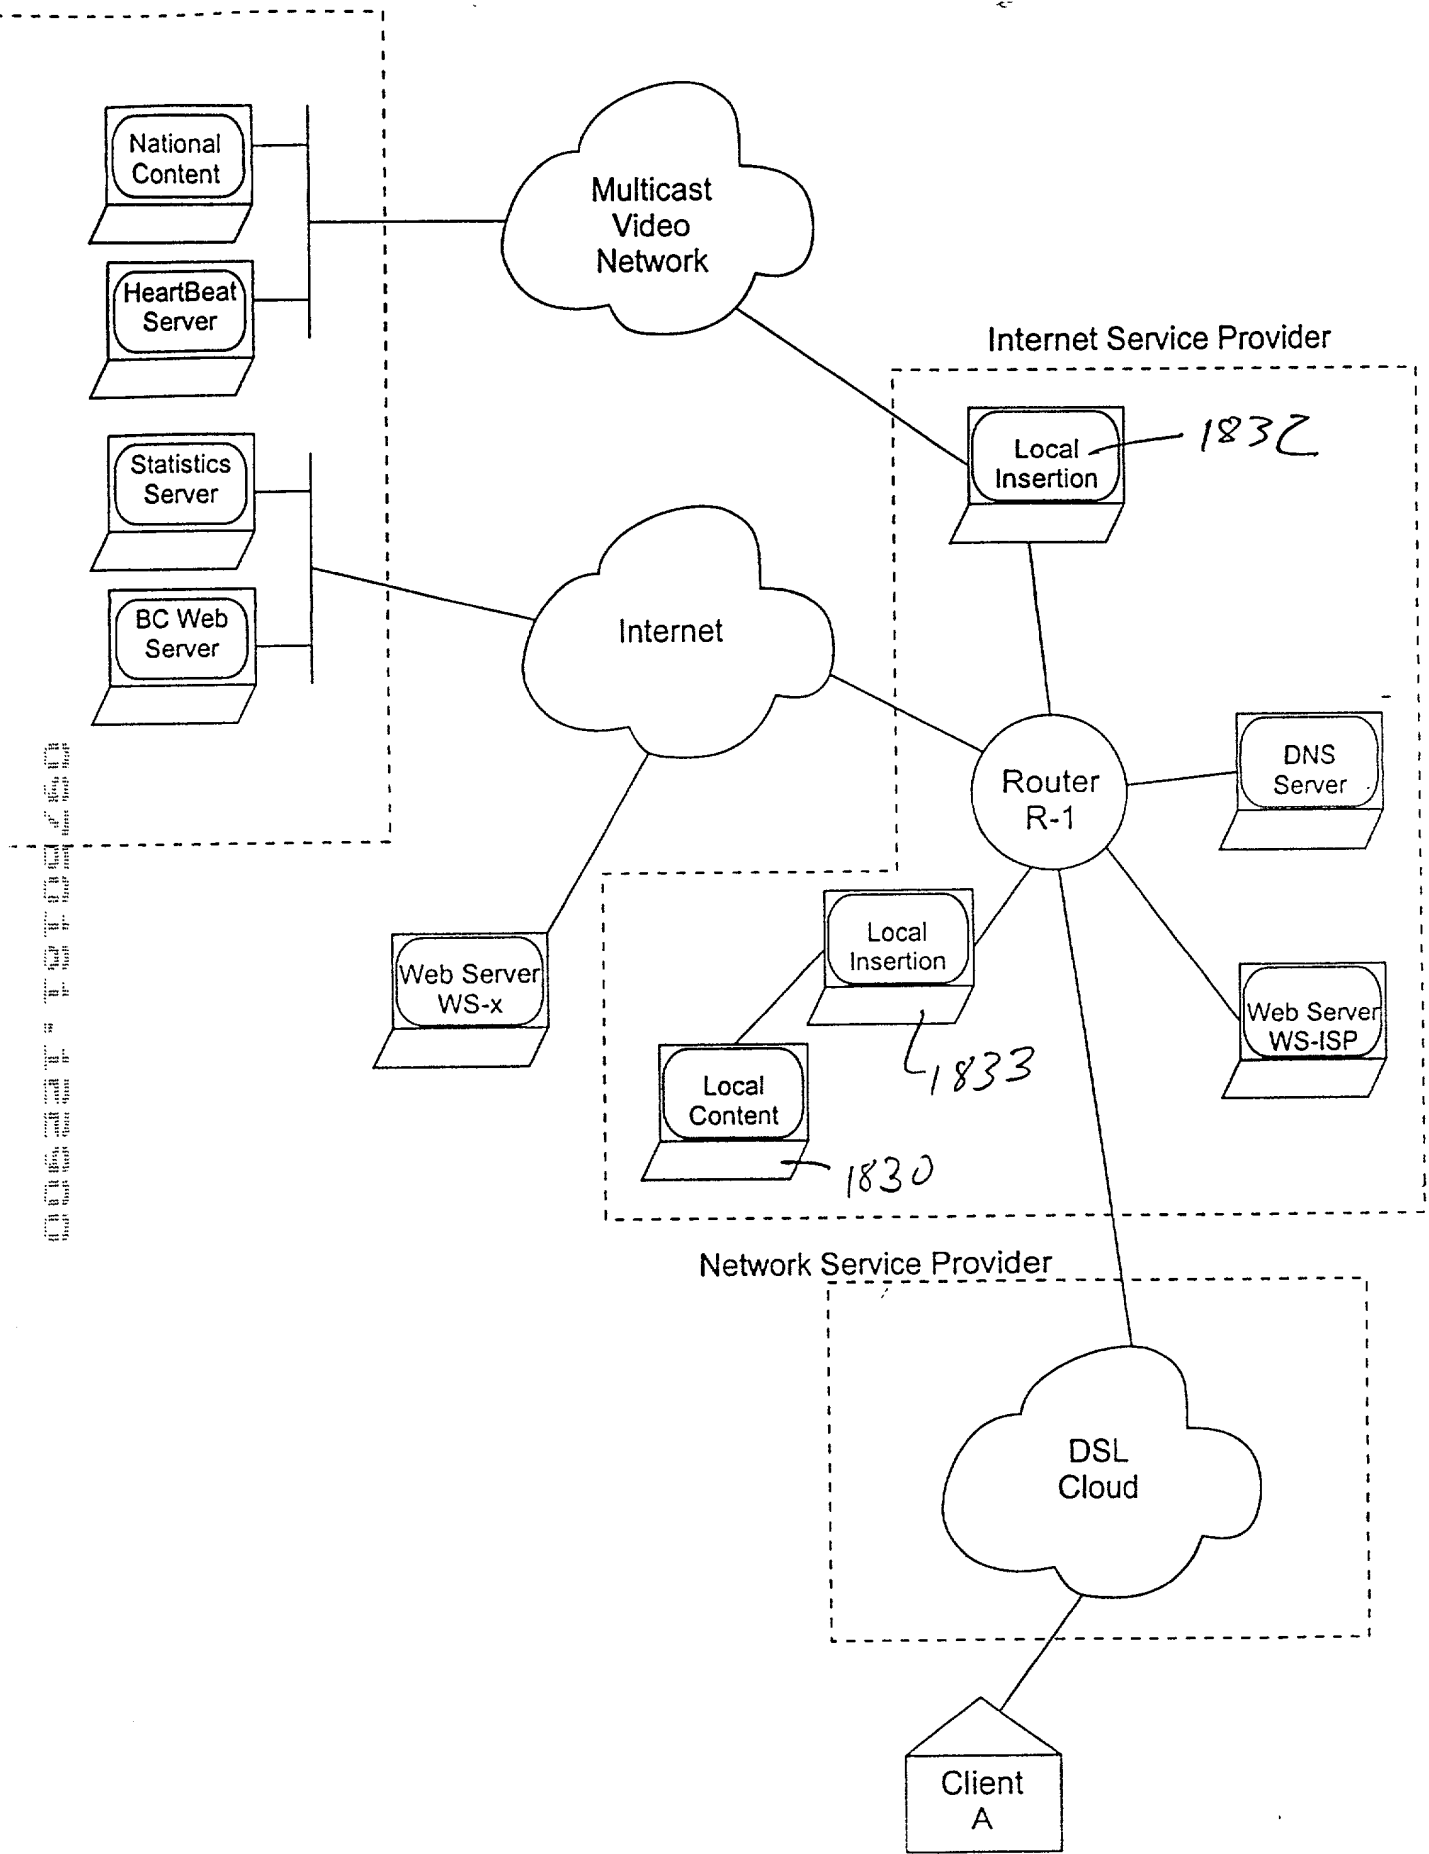 National
Content
HeartBeat
Server
Statistics
Server
BC Web
Server
Multicast
Video
Network
Internet
Internet Service Provider
Local
Insertion
1832
Router
R-1
DNS
Server
Web Server
WS-x
Local
Insertion
1833
Web Server
WS-ISP
Local
Content
1830
Network Service Provider
DSL
Cloud
Client
A